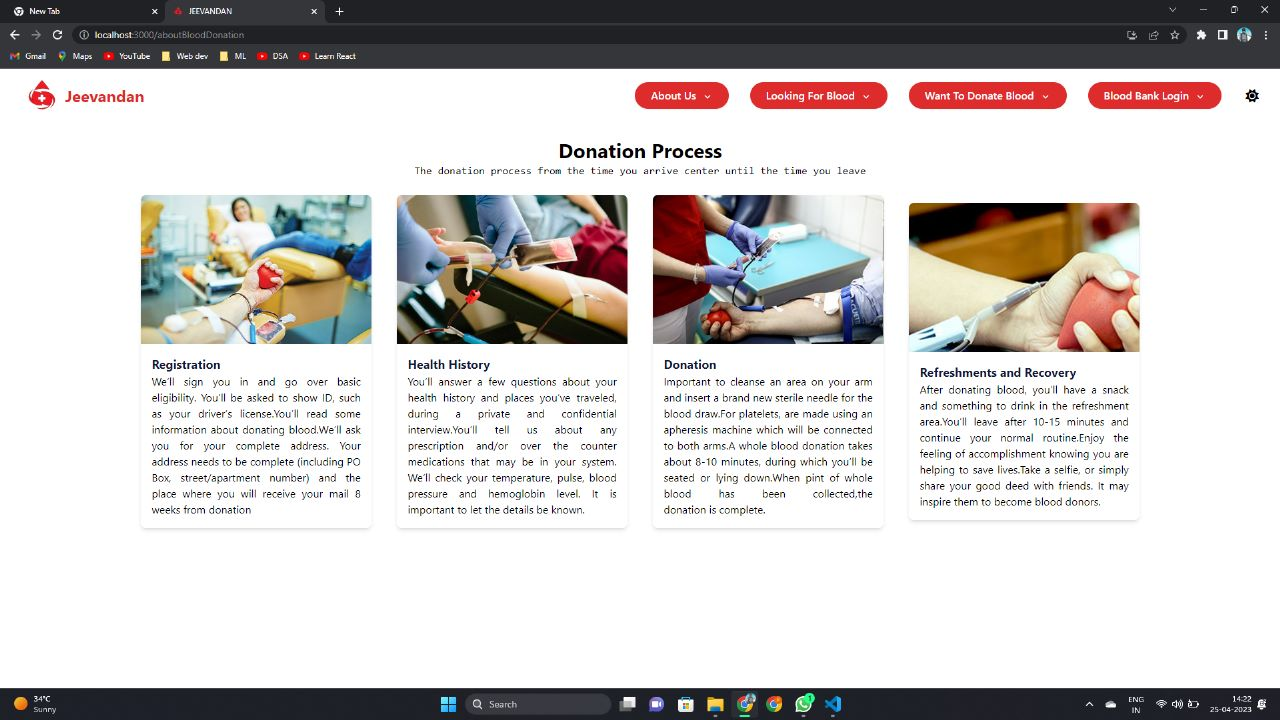 New Tab
JEEVANDAN
localhost:3000/aboutBloodDonation
Gmail
Maps
YouTube
Web dev
ML
DSA
Learn React
Jeevandan
About Us
Looking For Blood
Want To Donate Blood
Blood Bank Login
Donation Process
The donation process from the time you arrive center until the time you leave
Registration
We'll sign you in and go over basic
eligibility. You'll be asked to show ID, such
as your driver's license.You'll read some
information about donating blood.We'll ask
you for your complete address. Your
address needs to be complete (including PO
Box, street/apartment number) and the
place where you will receive your mail 8
weeks from donation
Health History
You'll answer a few questions about your
health history and places you've traveled,
during a private and confidential
interview.You'll tell us about any
prescription and/or over the counter
medications that may be in your system.
We'll check your temperature, pulse, blood
pressure and hemoglobin level. It is
important to let the details be known.
Donation
Important to cleanse an area on your arm
and insert a brand new sterile needle for the
blood draw.For platelets, are made using an
apheresis machine which will be connected
to both arms.A whole blood donation takes
about 8-10 minutes, during which you'll be
seated or lying down.When pint of whole
blood has been collected,the
donation is complete.
Refreshments and Recovery
After donating blood, you'll have a snack
and something to drink in the refreshment
area.You'll leave after 10-15 minutes and
continue your normal routine.Enjoy the
feeling of accomplishment knowing you are
helping to save lives.Take a selfie, or simply
share your good deed with friends. It may
inspire them to become blood donors.
34°C
Sunny
Search
1
ENG
IN
14:22
25-04-2023